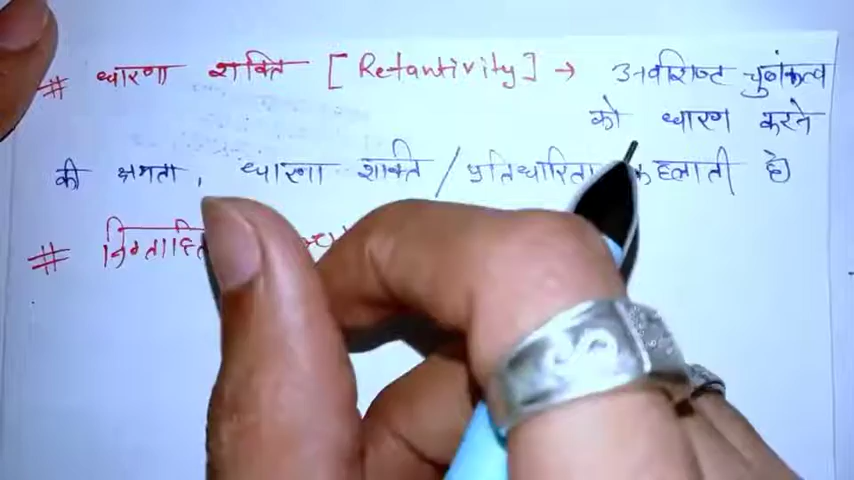 # धारणा शक्ति [Retantivity] → अवशिष्ट चुम्बकत्व
को धारण करने
की क्षमता, धारणा शक्ति / प्रतिधारिता कहलाती है
#